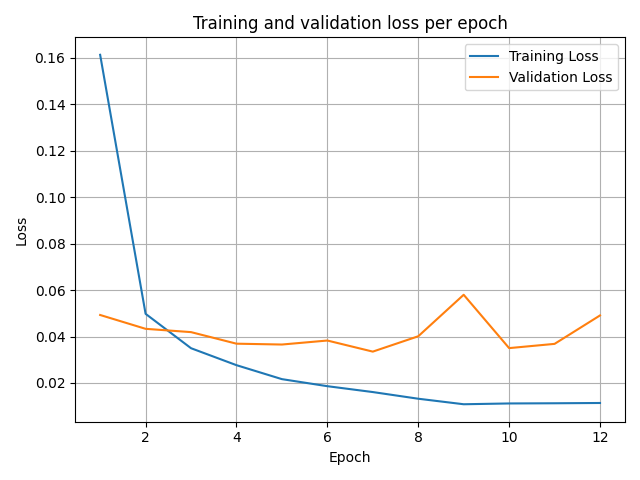 Training and validation loss per epoch
Training Loss
Validation Loss
0.16
0.14
0.12
0.10
0.08
0.06
0.04
0.02
Loss
2 4 6 8 10 12
Epoch